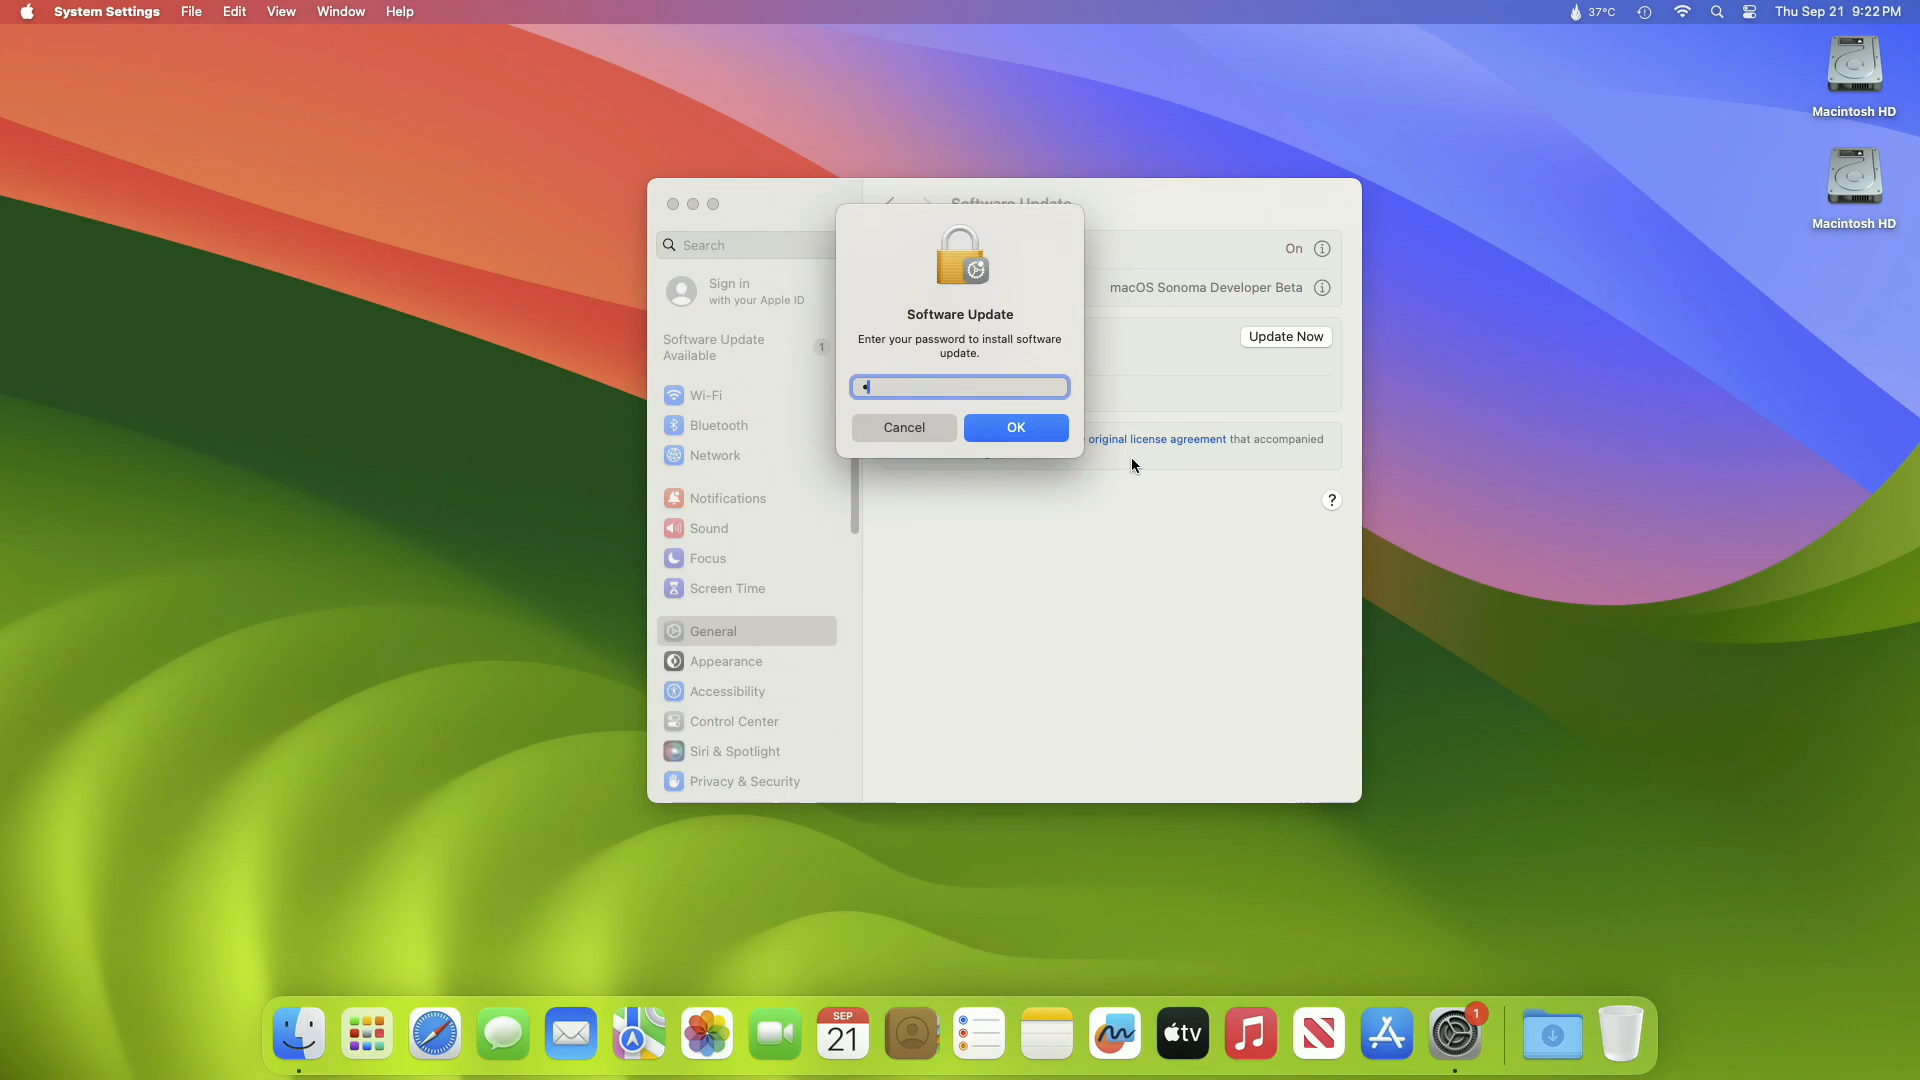 System Settings File Edit View Window Help 37°C Thu Sep 21 9:22 PM
Macintosh HD
Macintosh HD
Software Update
Search
Sign in
with your Apple ID
Software Update
Available
1
Wi-Fi
Bluetooth
Network
Notifications
Sound
Focus
Screen Time
General
Appearance
Accessibility
Control Center
Siri & Spotlight
Privacy & Security
Software Update
Enter your password to install software
update.
Cancel OK
On
macOS Sonoma Developer Beta
Update Now
original license agreement that accompanied
?
SEP
21
tv
1